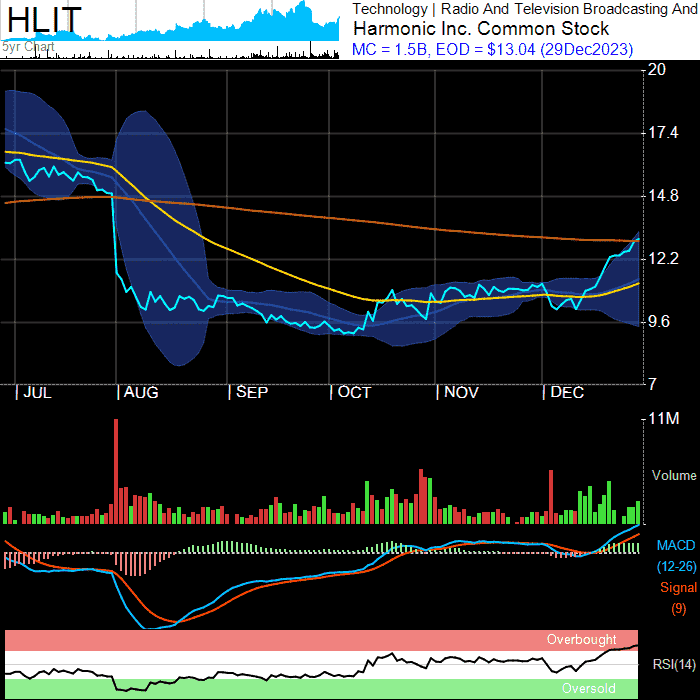 HLIT
5yr Chart
Technology | Radio And Television Broadcasting And
Harmonic Inc. Common Stock
MC = 1.5B, EOD = $13.04 (29Dec2023)
20
17.4
14.8
12.2
9.6
7
| JUL | AUG | SEP | OCT | NOV | DEC
11M
Volume
MACD
(12-26)
Signal
(9)
Overbought
RSI(14)
Oversold